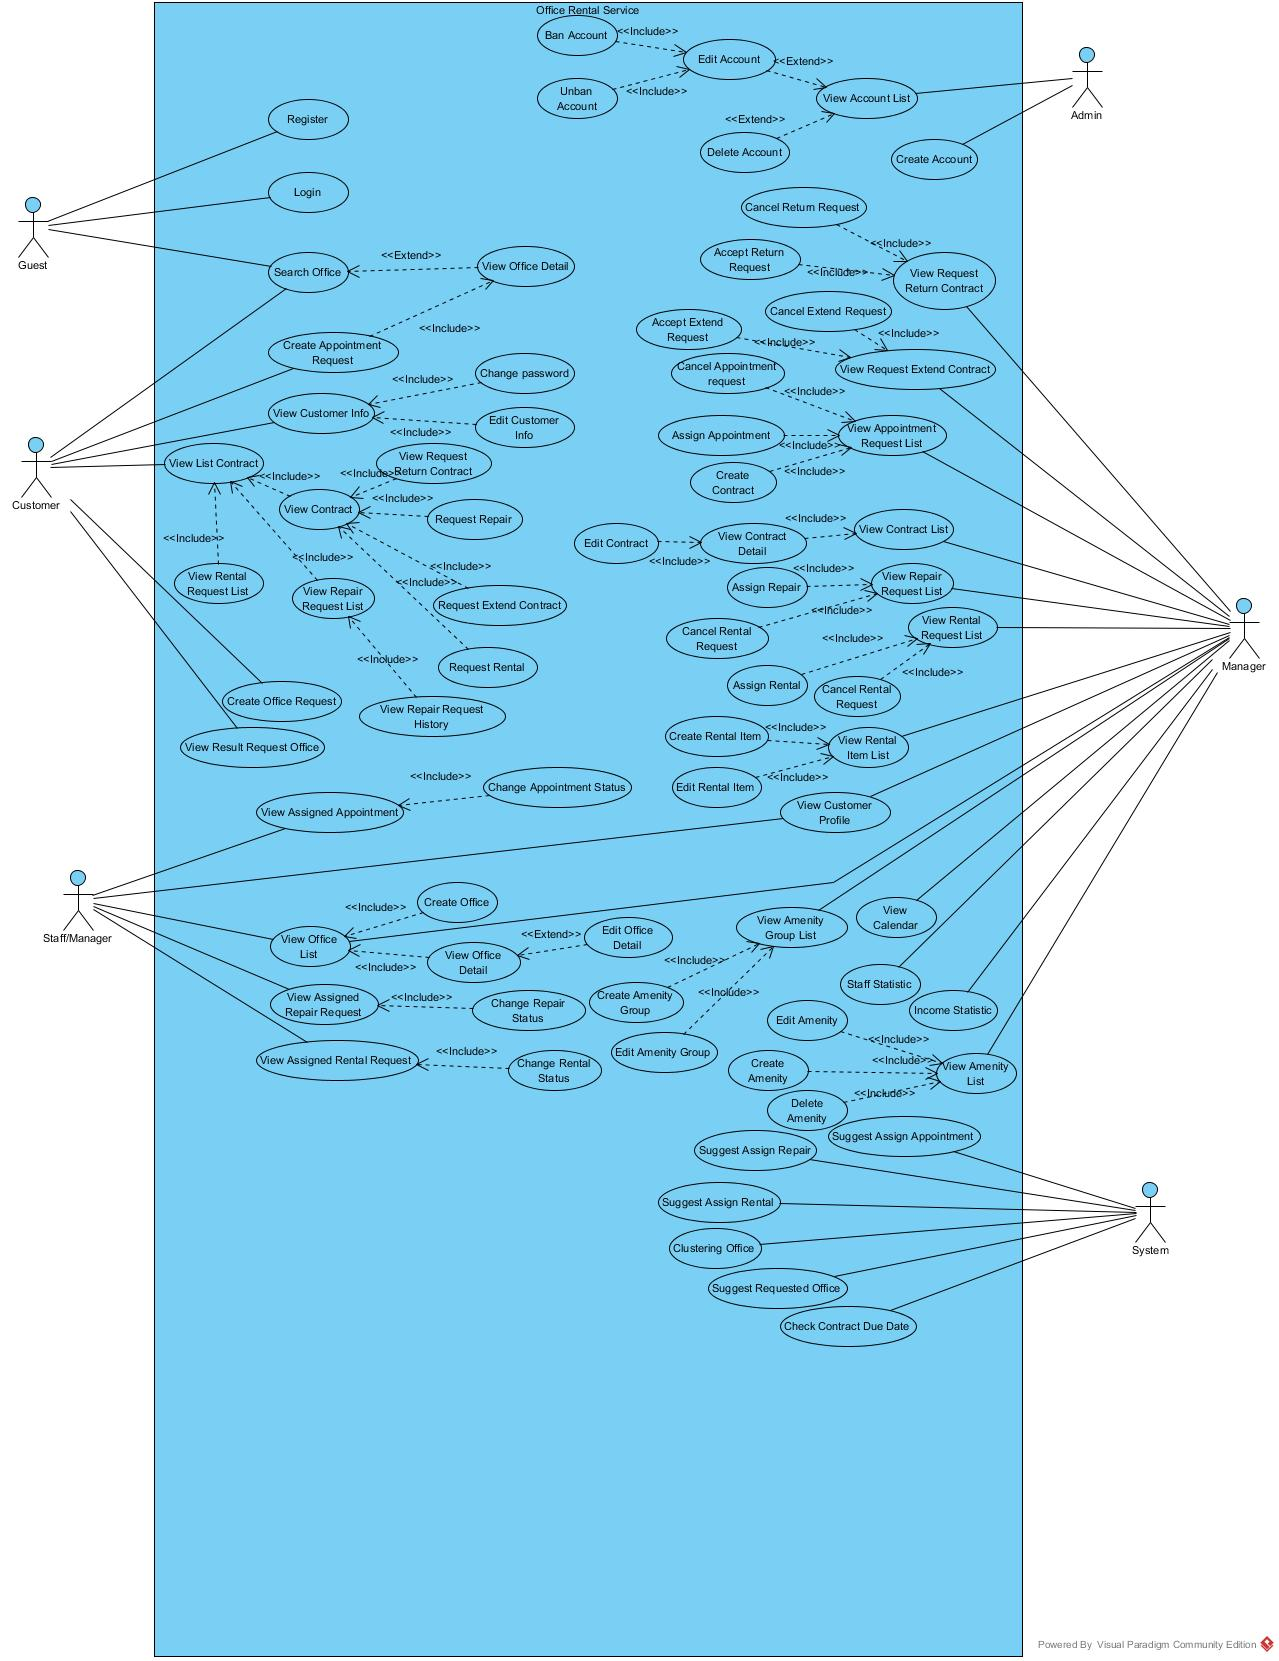 Office Rental Service
Ban Account
<<Include>>
Edit Account
<<Extend>>
Unban
Account
<<Include>>
View Account List
Admin
<<Extend>>
Delete Account
Create Account
Register
Login
Guest
Search Office
<<Extend>>
View Office Detail
<<Include>>
Create Appointment
Request
Cancel Return Request
<<Include>>
Accept Return
Request
<<Include>>
View Request
Return Contract
Cancel Extend Request
Accept Extend
Request
<<Include>>
<<Include>>
View Request Extend Contract
Cancel Appointment
request
<<Include>>
Assign Appointment
<<Include>>
View Appointment
Request List
Create
Contract
<<Include>>
<<Include>>
Change password
View Customer Info
Edit Customer
Info
<<Include>>
Customer
View List Contract
<<Include>>
View Request
Return Contract
<<Include>>
View Contract
<<Include>>
Request Repair
<<Include>>
View Rental
Request List
<<Include>>
View Repair
Request List
<<Include>>
Request Extend Contract
<<Include>>
Request Rental
<<Include>>
View Repair Request
History
Create Office Request
View Result Request Office
Edit Contract
<<Include>>
View Contract
Detail
<<Include>>
View Contract List
Assign Repair
<<Include>>
View Repair
Request List
Cancel Rental
Request
<<Include>>
View Rental
Request List
<<Include>>
Assign Rental
Cancel Rental
Request
<<Include>>
Manager
Create Rental Item
<<Include>>
View Rental
Item List
Edit Rental Item
<<Include>>
View Customer
Profile
<<Include>>
Change Appointment Status
View Assigned Appointment
Staff/Manager
<<Include>>
Create Office
View Office
List
<<Include>>
View Office
Detail
<<Extend>>
Edit Office
Detail
View Assigned
Repair Request
<<Include>>
Change Repair
Status
View Assigned Rental Request
<<Include>>
Change Rental
Status
View Amenity
Group List
<<Include>>
Create Amenity
Group
<<Include>>
Edit Amenity Group
View
Calendar
Staff Statistic
Income Statistic
Edit Amenity
<<Include>>
Create
Amenity
<<Include>>
View Amenity
List
Delete
Amenity
<<Include>>
Suggest Assign Appointment
Suggest Assign Repair
Suggest Assign Rental
Clustering Office
Suggest Requested Office
Check Contract Due Date
System
Powered By Visual Paradigm Community Edition